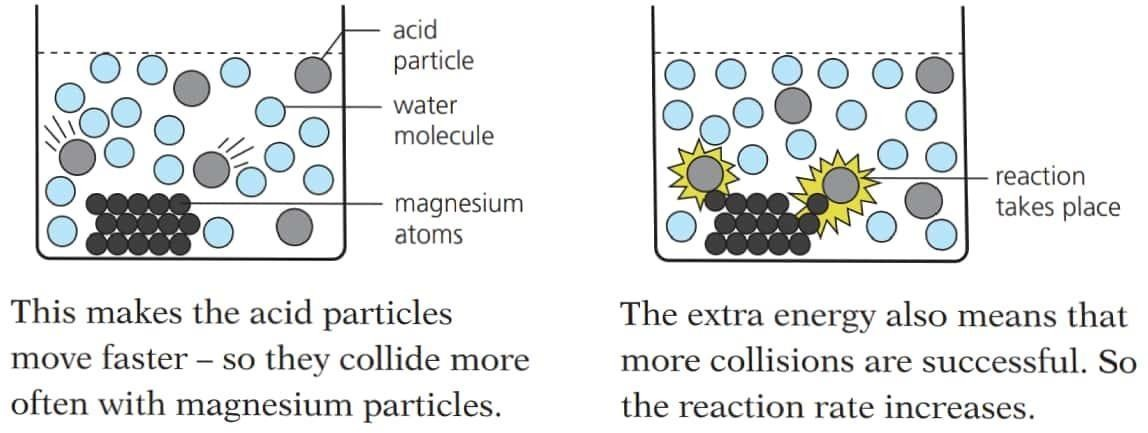 acid
particle
water
molecule
magnesium
atoms
reaction
takes place
This makes the acid particles
move faster – so they collide more
often with magnesium particles.
The extra energy also means that
more collisions are successful. So
the reaction rate increases.